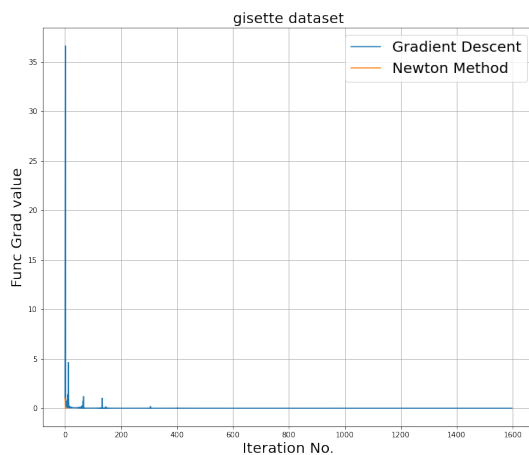 gisette dataset
Gradient Descent
Newton Method
Func Grad value
35
30
25
20
15
10
5
0
0 200 400 600 800 1000 1200 1400 1600
Iteration No.